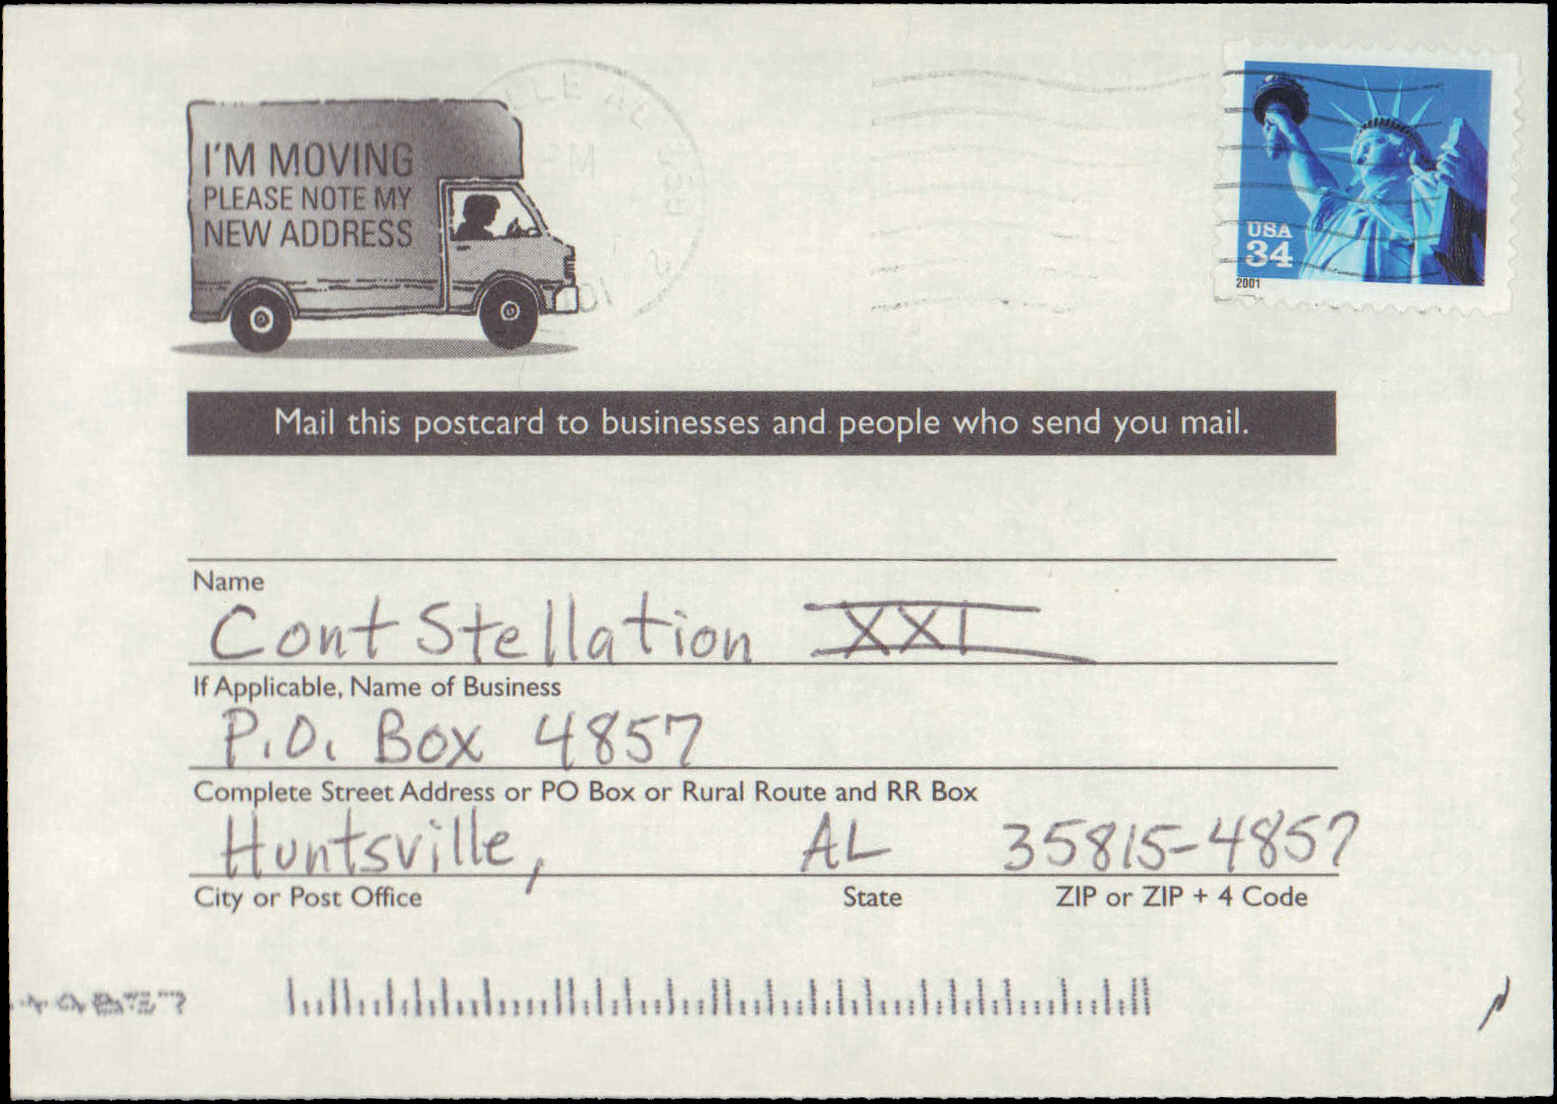 I'M MOVING
PLEASE NOTE MY
NEW ADDRESS
USA
34
2001
Mail this postcard to businesses and people who send you mail.
Name
ContStellation XXI
If Applicable, Name of Business
P.O. Box 4857
Complete Street Address or PO Box or Rural Route and RR Box
Huntsville, AL 35815-4857
City or Post Office State ZIP or ZIP + 4 Code